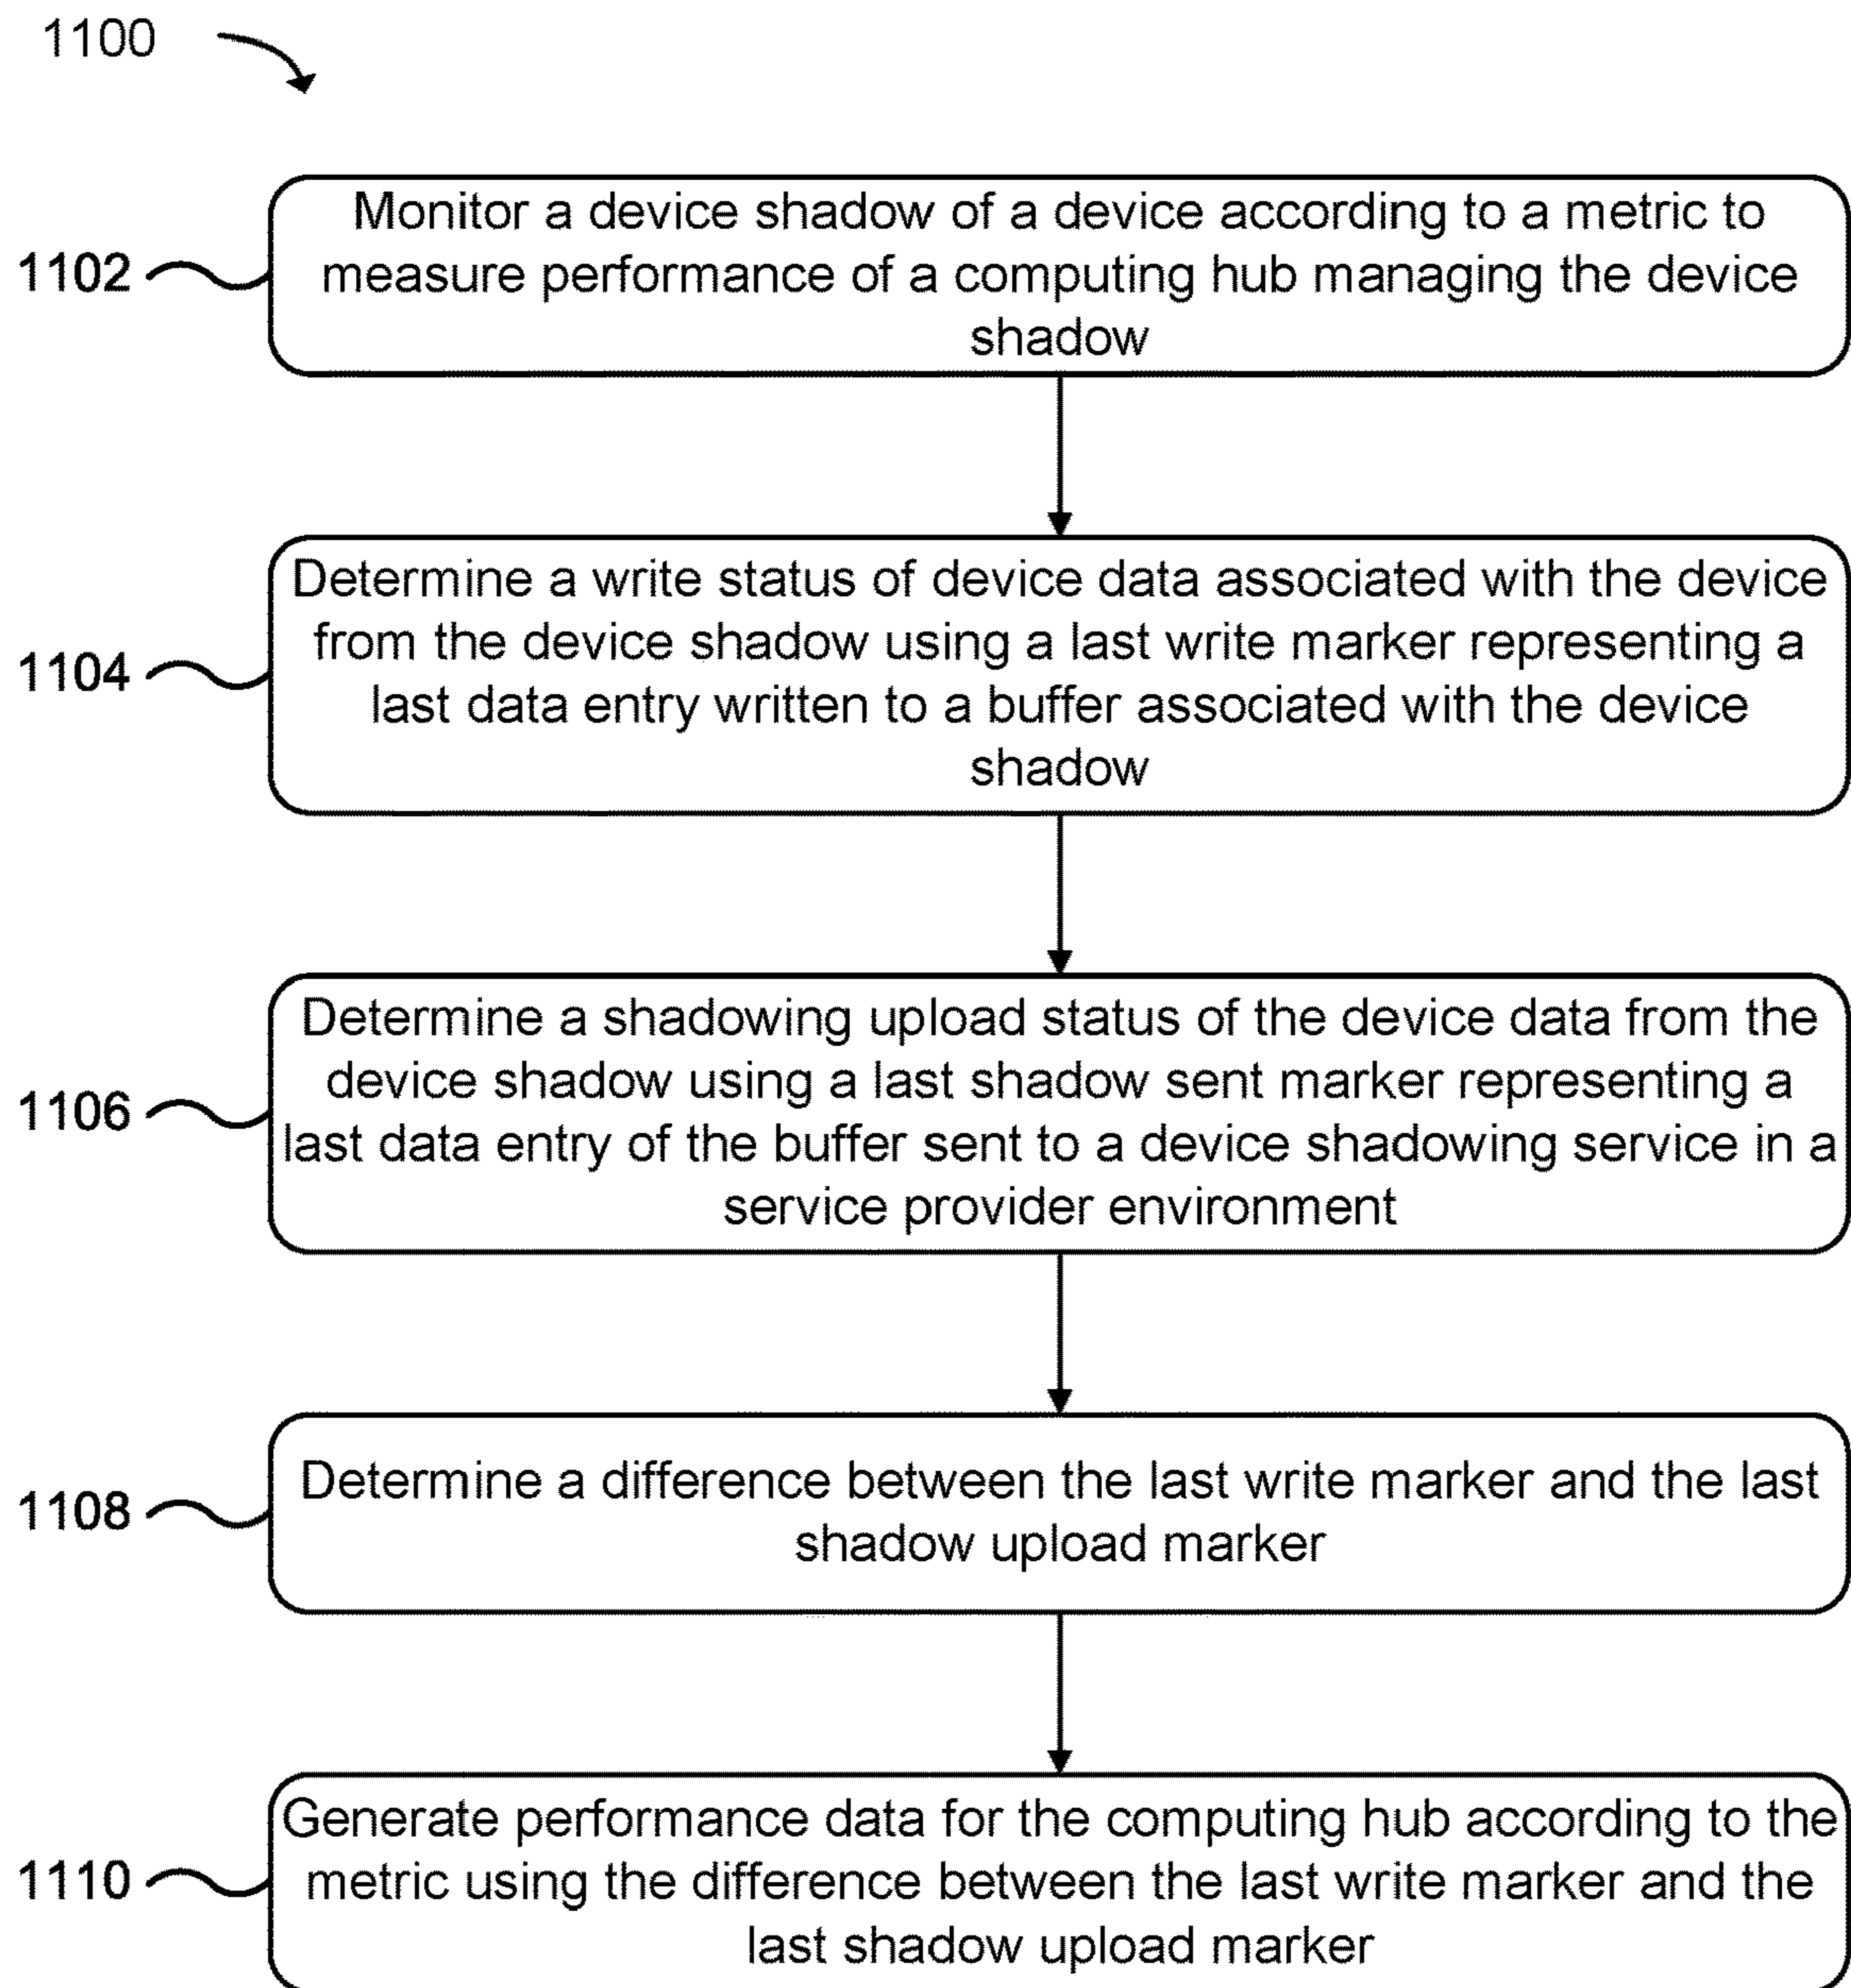 1100
1102
Monitor a device shadow of a device according to a metric to
measure performance of a computing hub managing the device
shadow
1104
Determine a write status of device data associated with the device
from the device shadow using a last write marker representing a
last data entry written to a buffer associated with the device
shadow
1106
Determine a shadowing upload status of the device data from the
device shadow using a last shadow sent marker representing a
last data entry of the buffer sent to a device shadowing service in a
service provider environment
1108
Determine a difference between the last write marker and the last
shadow upload marker
1110
Generate performance data for the computing hub according to the
metric using the difference between the last write marker and the
last shadow upload marker